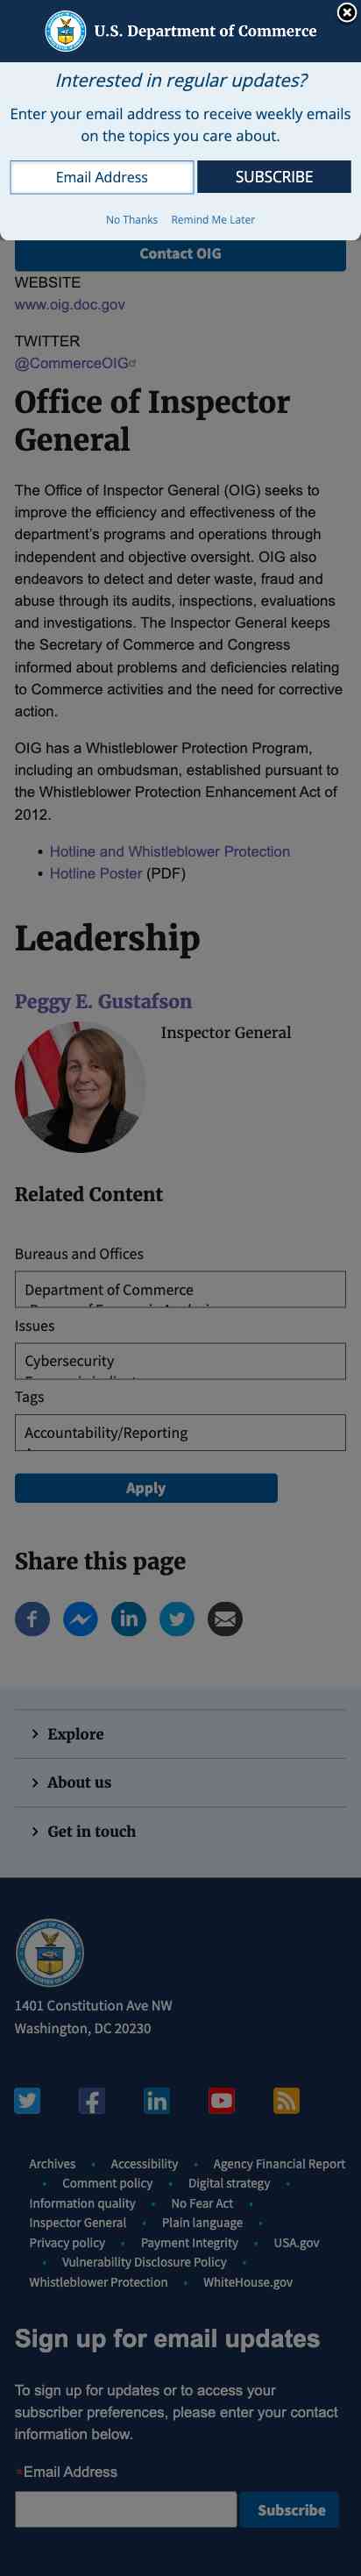 U.S. Department of Commerce
Interested in regular updates?
Enter your email address to receive weekly emails
on the topics you care about.
Email Address
SUBSCRIBE
No Thanks Remind Me Later
Contact OIG
WEBSITE
www.oig.doc.gov
TWITTER
@CommerceOIG
Office of Inspector
General
The Office of Inspector General (OIG) seeks to
improve the efficiency and effectiveness of the
department's programs and operations through
independent and objective oversight. OIG also
endeavors to detect and deter waste, fraud and
abuse through its audits, inspections, evaluations
and investigations. The Inspector General keeps
the Secretary of Commerce and Congress
informed about problems and deficiencies relating
to Commerce activities and the need for corrective
action.
OIG has a Whistleblower Protection Program,
including an ombudsman, established pursuant to
the Whistleblower Protection Enhancement Act of
2012.
• Hotline and Whistleblower Protection
• Hotline Poster (PDF)
Leadership
Peggy E. Gustafson
Inspector General
Related Content
Bureaus and Offices
Department of Commerce
Issues
Cybersecurity
Tags
Accountability/Reporting
Apply
Share this page
Explore
About us
Get in touch
1401 Constitution Ave NW
Washington, DC 20230
Archives • Accessibility • Agency Financial Report
• Comment policy • Digital strategy •
Information quality • No Fear Act •
Inspector General • Plain language •
Privacy policy • Payment Integrity • USA.gov
• Vulnerability Disclosure Policy •
Whistleblower Protection • WhiteHouse.gov
Sign up for email updates
To sign up for updates or to access your
subscriber preferences, please enter your contact
information below.
*Email Address
Subscribe